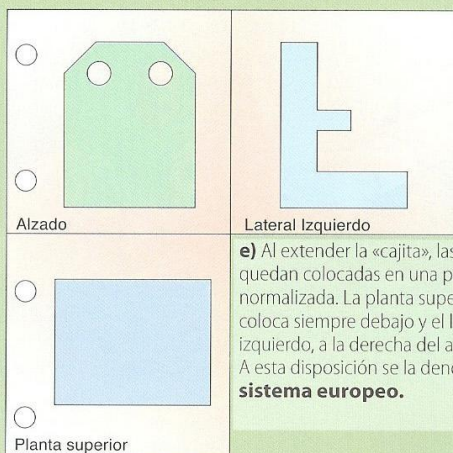 Alzado
Lateral Izquierdo
e) Al extender la «cajita», las
quedan colocadas en una p
normalizada. La planta supe
coloca siempre debajo y el l
izquierdo, a la derecha del a
A esta disposición se la den
sistema europeo.
Planta superior